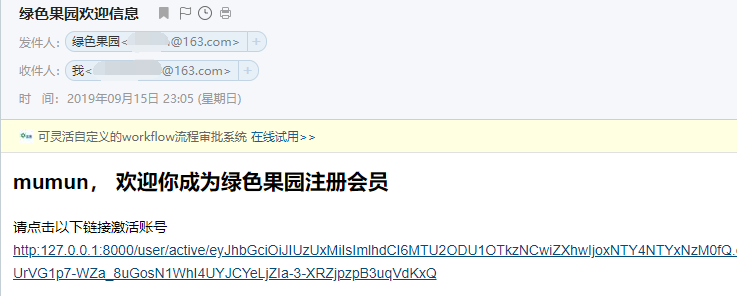 绿色果园欢迎信息
发件人: 绿色果园<@163.com>
收件人: 我<@163.com>
时 间: 2019年09月15日 23:05 (星期日)
可灵活自定义的workflow流程审批系统 在线试用>>
mumun， 欢迎你成为绿色果园注册会员
请点击以下链接激活账号
http:127.0.0.1:8000/user/active/eyJhbGciOiJIUzUxMiIsImlhdCI6MTU2ODU1OTkzNCwiZXhwIjoxNTY4NTYxNzM0fQ.
UrVG1p7-WZa_8uGosN1WhI4UYJCYeLjZIa-3-XRZjpzpB3uqVdKxQ